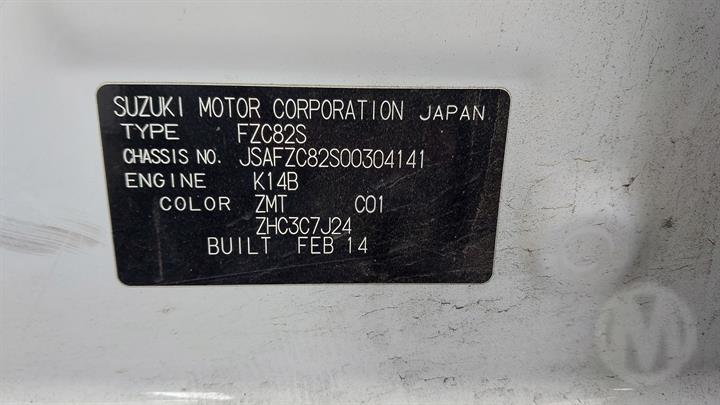 SUZUKI MOTOR CORPORATION JAPAN
TYPE FZC82S
CHASSIS NO. JSAFZC82S00304141
ENGINE K14B
COLOR ZMT C01
ZHC3C7J24
BUILT FEB 14
M